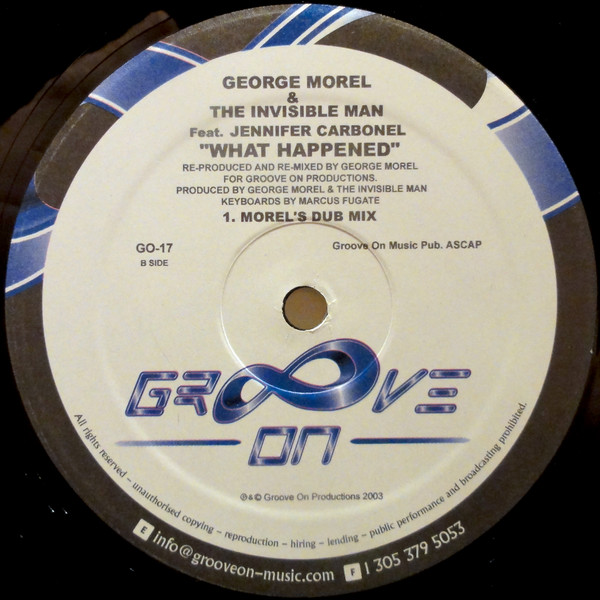 GEORGE MOREL
&
THE INVISIBLE MAN
Feat. JENNIFER CARBONEL
"WHAT HAPPENED"
RE-PRODUCED AND RE-MIXED BY GEORGE MOREL
FOR GROOVE ON PRODUCTIONS.
PRODUCED BY GEORGE MOREL & THE INVISIBLE MAN
KEYBOARDS BY MARCUS FUGATE
1. MOREL'S DUB MIX
GO-17
B SIDE
Groove On Music Pub. ASCAP
GROOVE
ON
℗&© Groove On Productions 2003
All rights reserved – unauthorised copying – reproduction – hiring – lending – public performance and broadcasting prohibited.
E info@grooveon-music.com F 1 305 379 5053